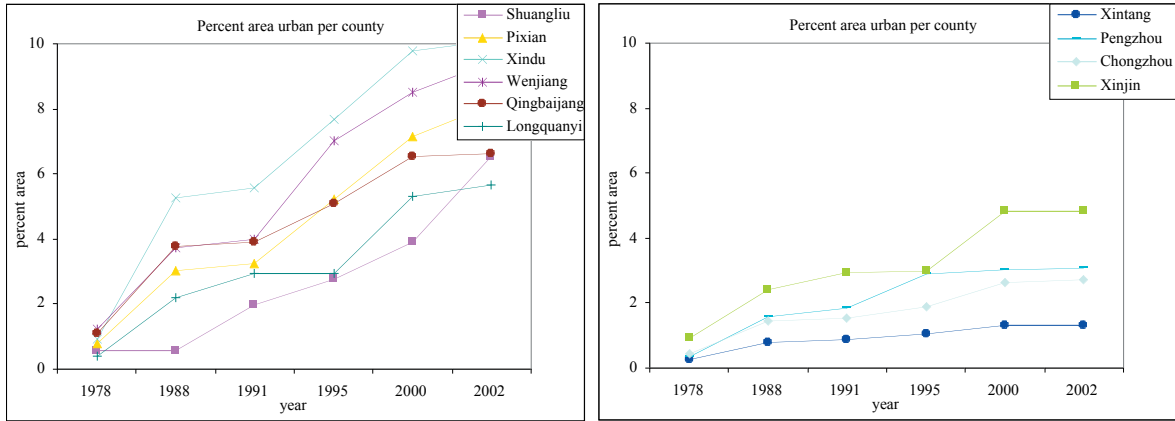 Percent area urban per county
Shuangliu
Pixian
Xindu
Wenjiang
Qingbaijang
Longquanyi
10
8
6
4
2
0
percent area
1978 1988 1991 1995 2000 2002
year
Percent area urban per county
Xintang
Pengzhou
Chongzhou
Xinjin
10
8
6
4
2
0
percent area
1978 1988 1991 1995 2000 2002
year